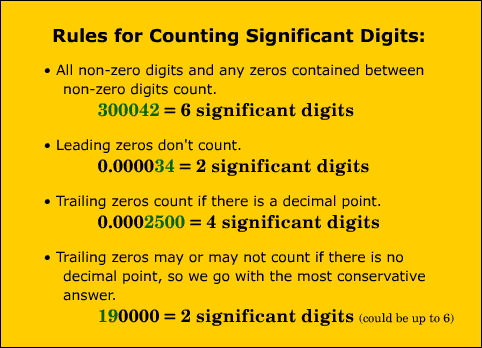 Rules for Counting Significant Digits:
• All non-zero digits and any zeros contained between
non-zero digits count.
300042 = 6 significant digits
• Leading zeros don't count.
0.000034 = 2 significant digits
• Trailing zeros count if there is a decimal point.
0.0002500 = 4 significant digits
• Trailing zeros may or may not count if there is no
decimal point, so we go with the most conservative
answer.
190000 = 2 significant digits (could be up to 6)